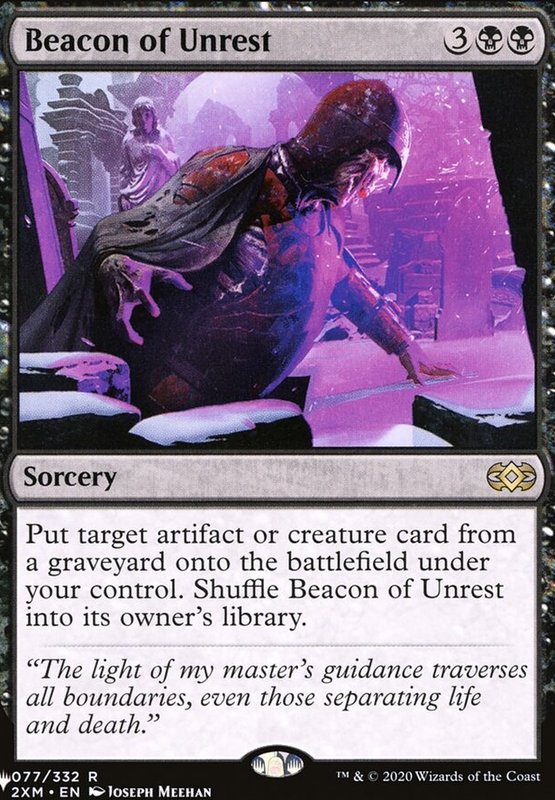 Beacon of Unrest 3
Sorcery
Put target artifact or creature card from
a graveyard onto the battlefield under
your control. Shuffle Beacon of Unrest
into its owner's library.
“The light of my master's guidance traverses
all boundaries, even those separating life
and death.”
077/332 R
2XM • EN Joseph Meehan
™ & © 2020 Wizards of the Coast